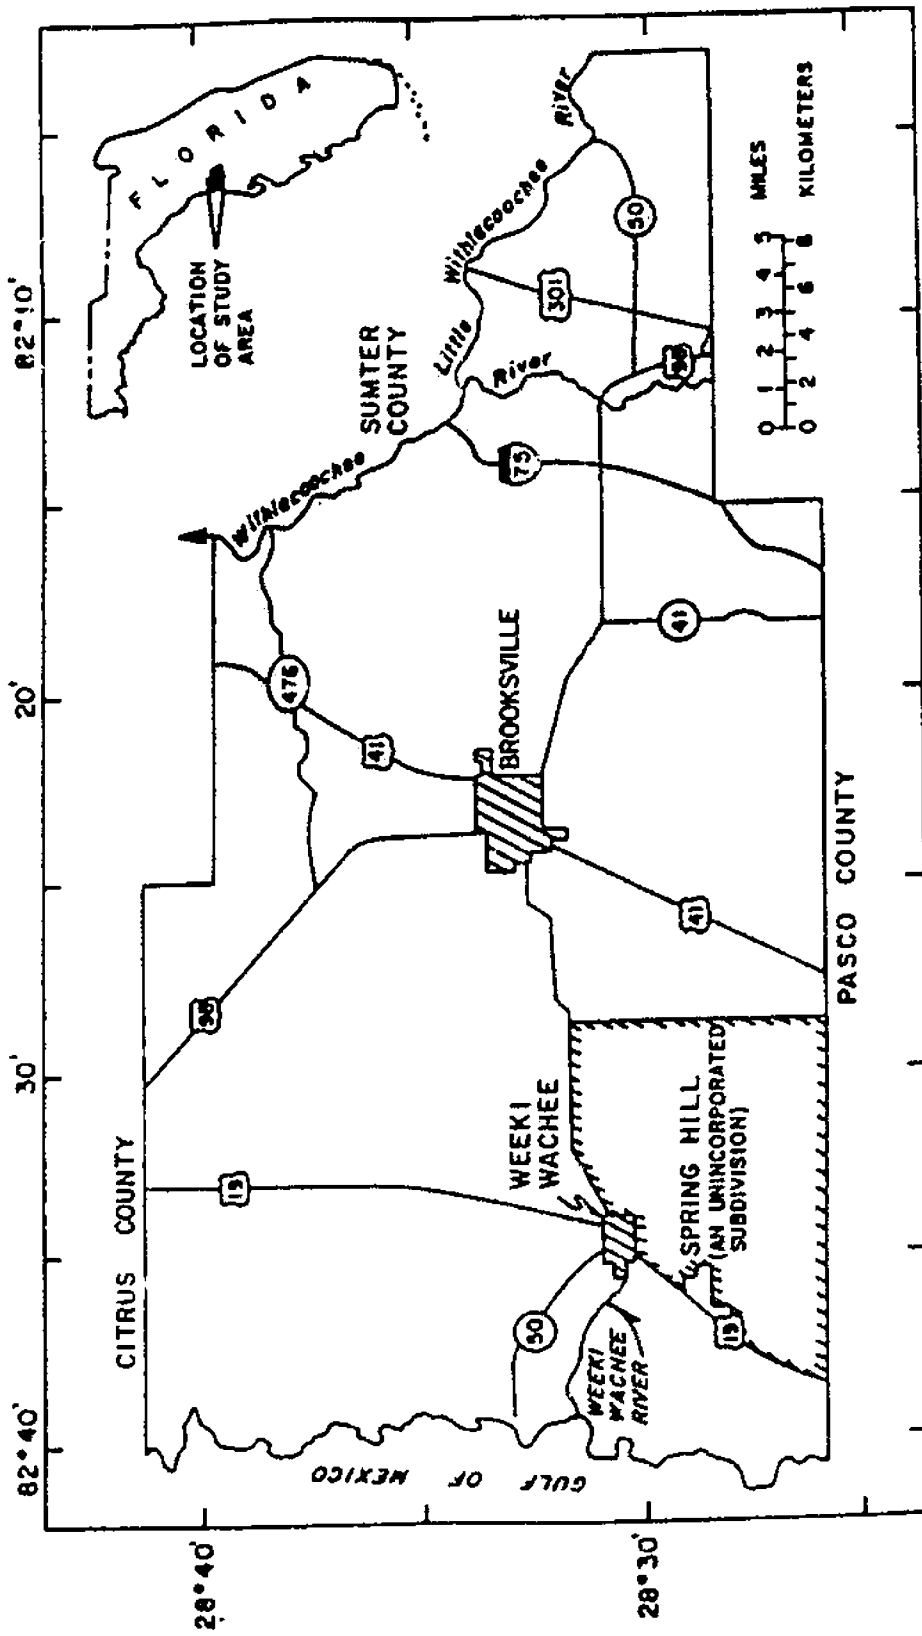 82°40'
30'
20'
82°10'
28°40'
28°30'
CITRUS COUNTY
GULF OF MEXICO
19
98
476
41
Withlacoochee
SUMTER
COUNTY
Little
Withlacoochee
River
River
LOCATION
OF STUDY
AREA
FLORIDA
WEEKI
WACHEE
BROOKSVILLE
50
WEEKI
WACHEE
RIVER
75
301
50
98
SPRING HILL
(AN UNINCORPORATED
SUBDIVISION)
19
41
41
PASCO COUNTY
0 1 2 3 4 5 MILES
0 2 4 6 8 KILOMETERS